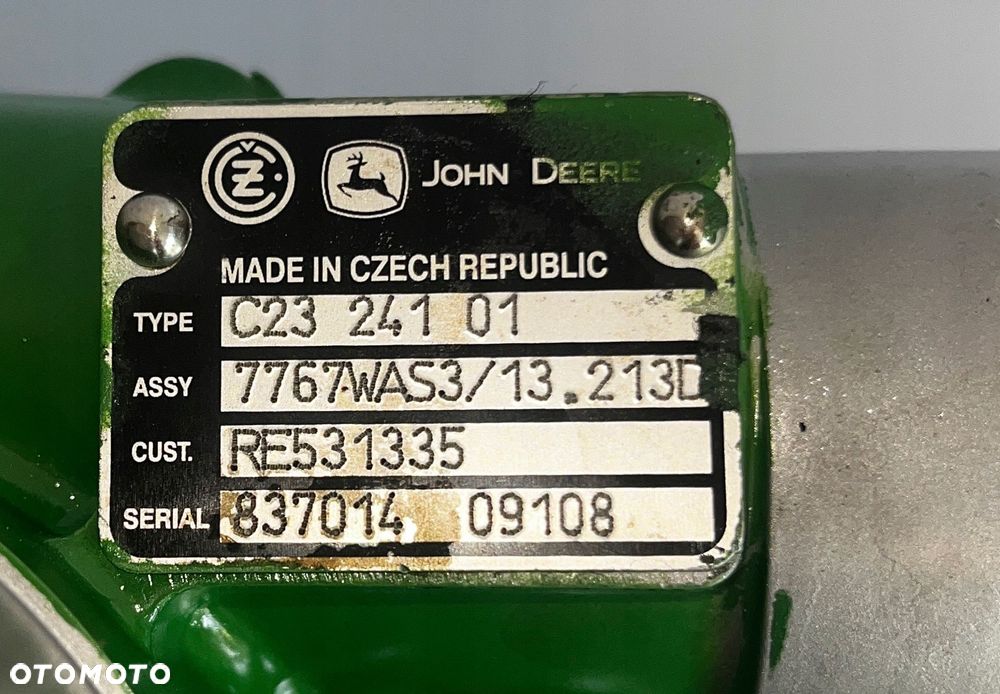 ČZ JOHN DEERE
MADE IN CZECH REPUBLIC
TYPE C23 241 01
ASSY 7767WAS3/13.213D
CUST. RE531335
SERIAL 837014 09108
OTOMOTO